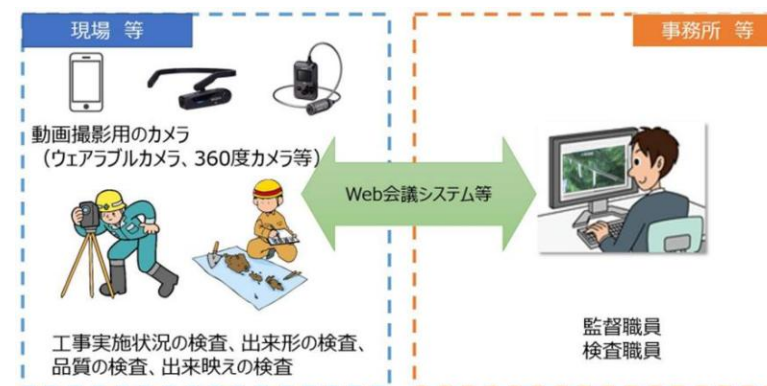 現場 等
事務所 等
動画撮影用のカメラ
(ウェアラブルカメラ、360度カメラ等)
Web会議システム等
工事実施状況の検査、出来形の検査、
品質の検査、出来映えの検査
監督職員
検査職員